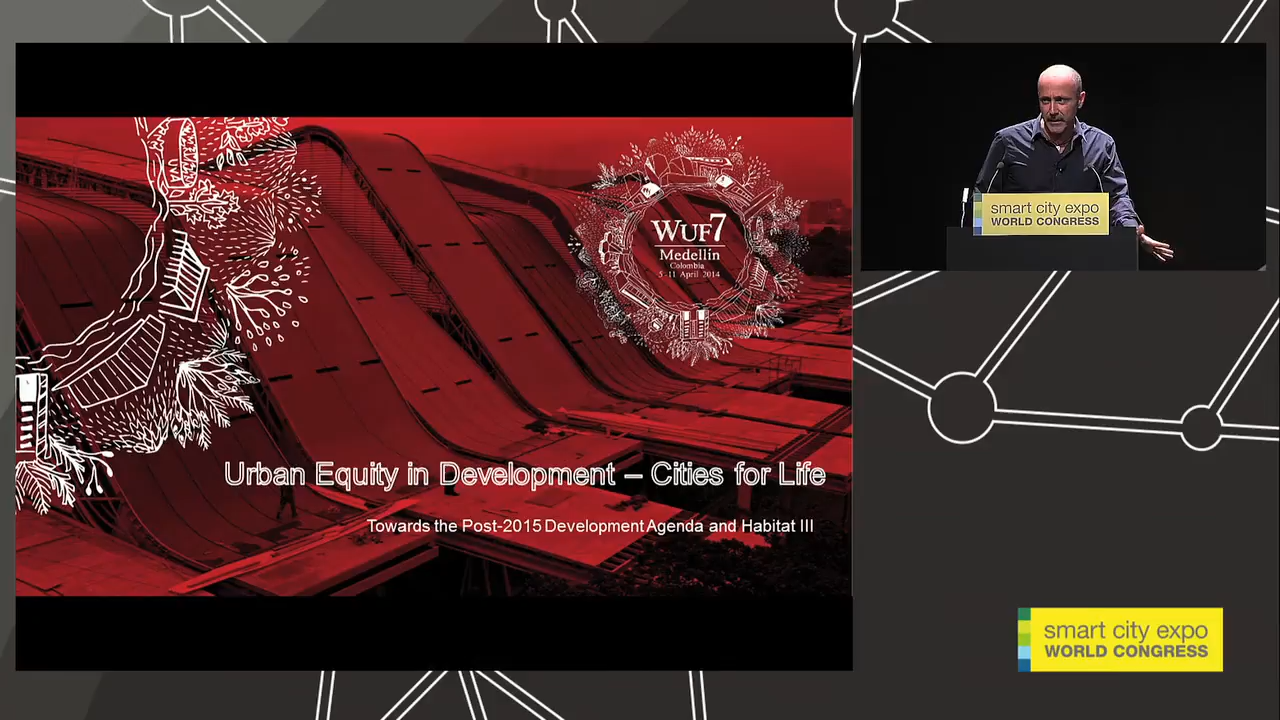 UVA
WUF7
Medellín
Colombia
5-11 April 2014
Urban Equity in Development – Cities for Life
Towards the Post-2015 Development Agenda and Habitat III
smart city expo
WORLD CONGRESS
smart city expo
WORLD CONGRESS